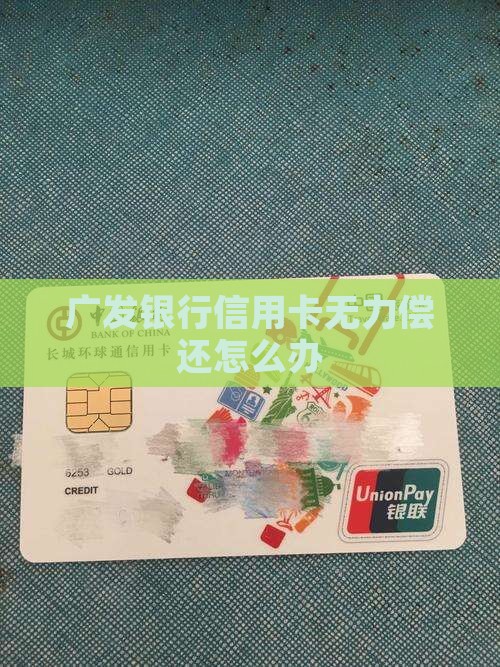 广发银行信用卡无力偿
还怎么办
BANK OF CHINA
长城环球通信用卡
6253 GOLD
CREDIT
UnionPay
银联